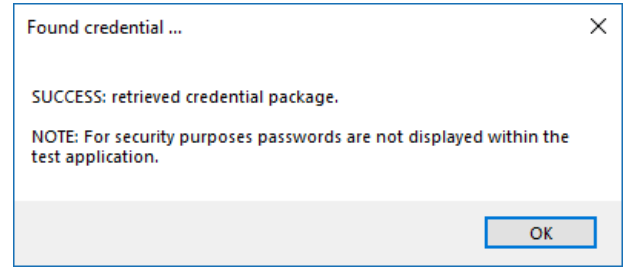 Found credential ...
SUCCESS: retrieved credential package.
NOTE: For security purposes passwords are not displayed within the
test application.
OK